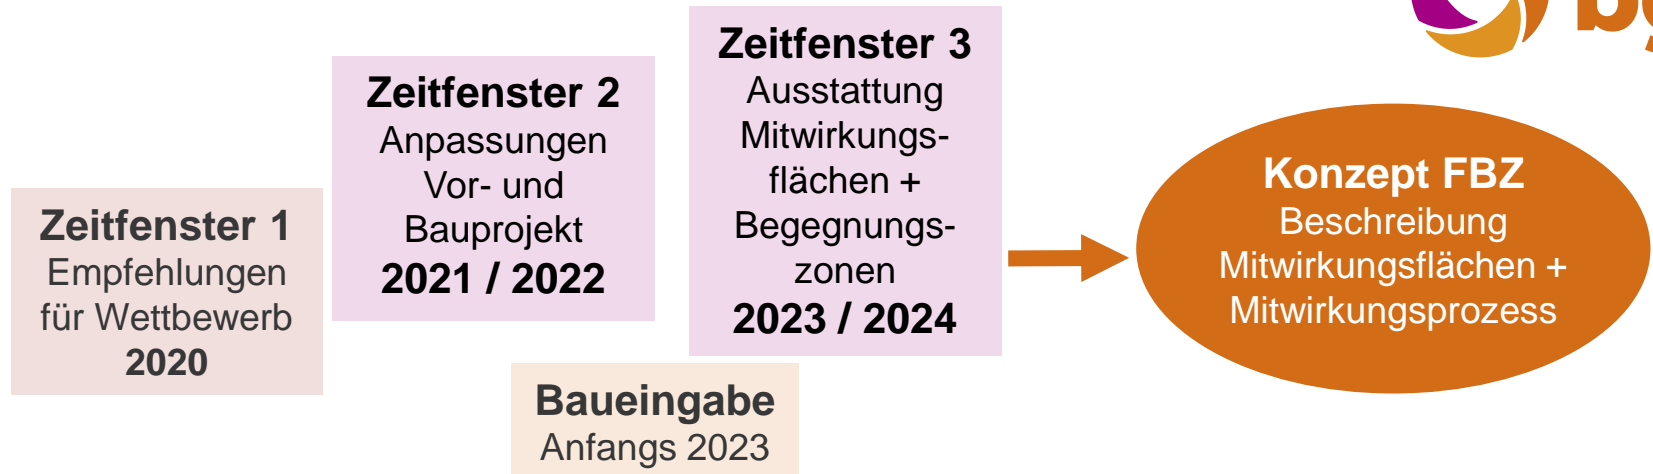 Zeitfenster 1
Empfehlungen
für Wettbewerb
2020
Zeitfenster 2
Anpassungen
Vor- und
Bauprojekt
2021 / 2022
Baueingabe
Anfangs 2023
Zeitfenster 3
Ausstattung
Mitwirkungs-
flächen +
Begegnungs-
zonen
2023 / 2024
Konzept FBZ
Beschreibung
Mitwirkungsflächen +
Mitwirkungsprozess